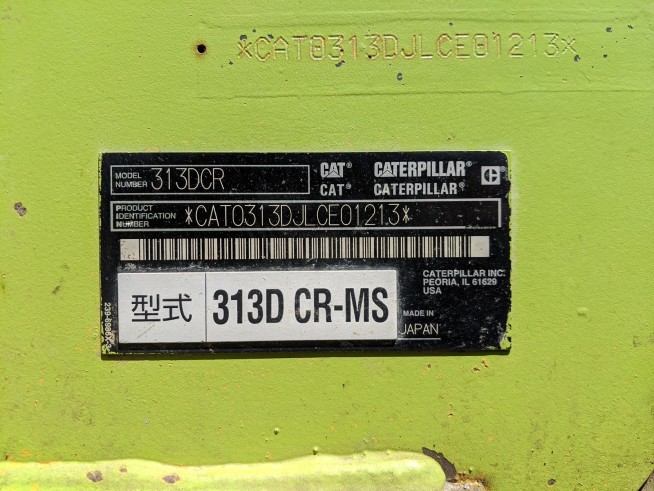 *CAT0313DJLCE01213*
MODEL NUMBER 313DCR
CAT® CATERPILLAR®
CAT® CATERPILLAR®
PRODUCT IDENTIFICATION NUMBER *CAT0313DJLCE01213*
CATERPILLAR INC.
PEORIA, IL 61629
USA
型式 313D CR-MS
MADE IN
JAPAN